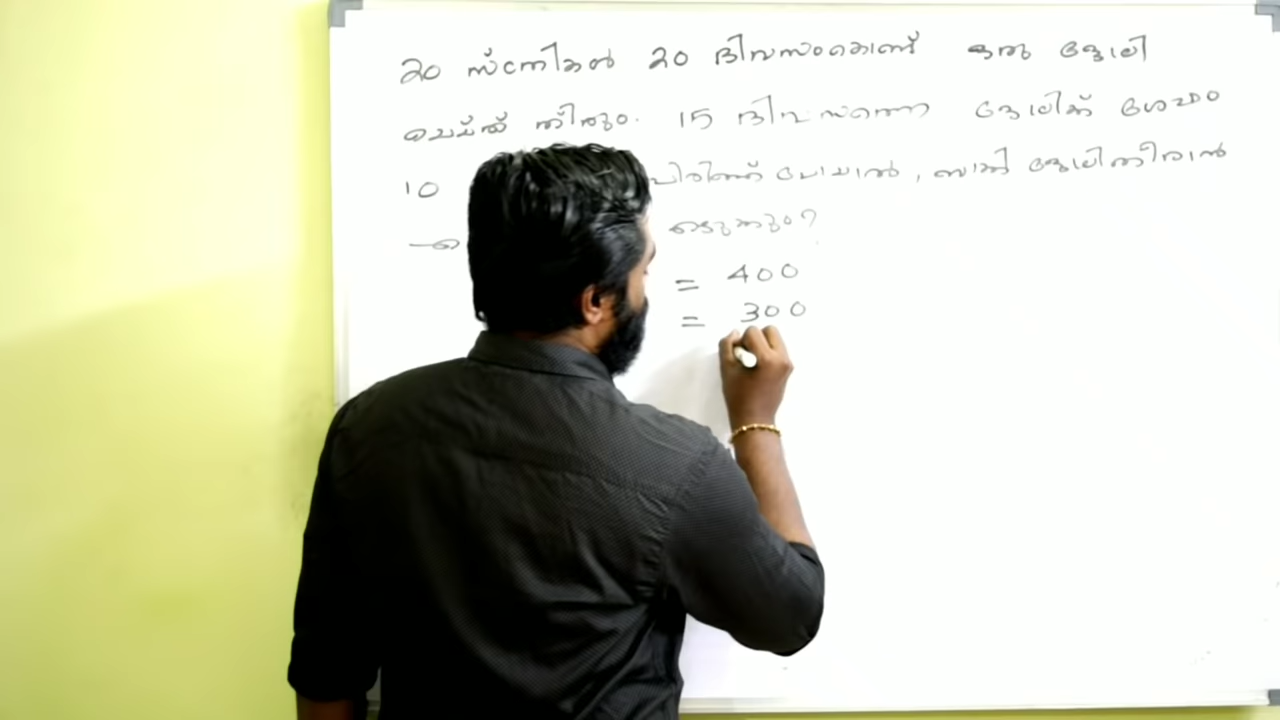 20 സ്ത്രീകൾ 20 ദിവസംകൊണ്ട് ഒരു ജോലി
ചെയ്ത് തീരും. 15 ദിവസത്തെ ജോലിക്ക് ശേഷം
10 പിരിഞ്ഞ് പോയാൽ, ബാക്കി ജോലി തീരാൻ
= 400
= 300